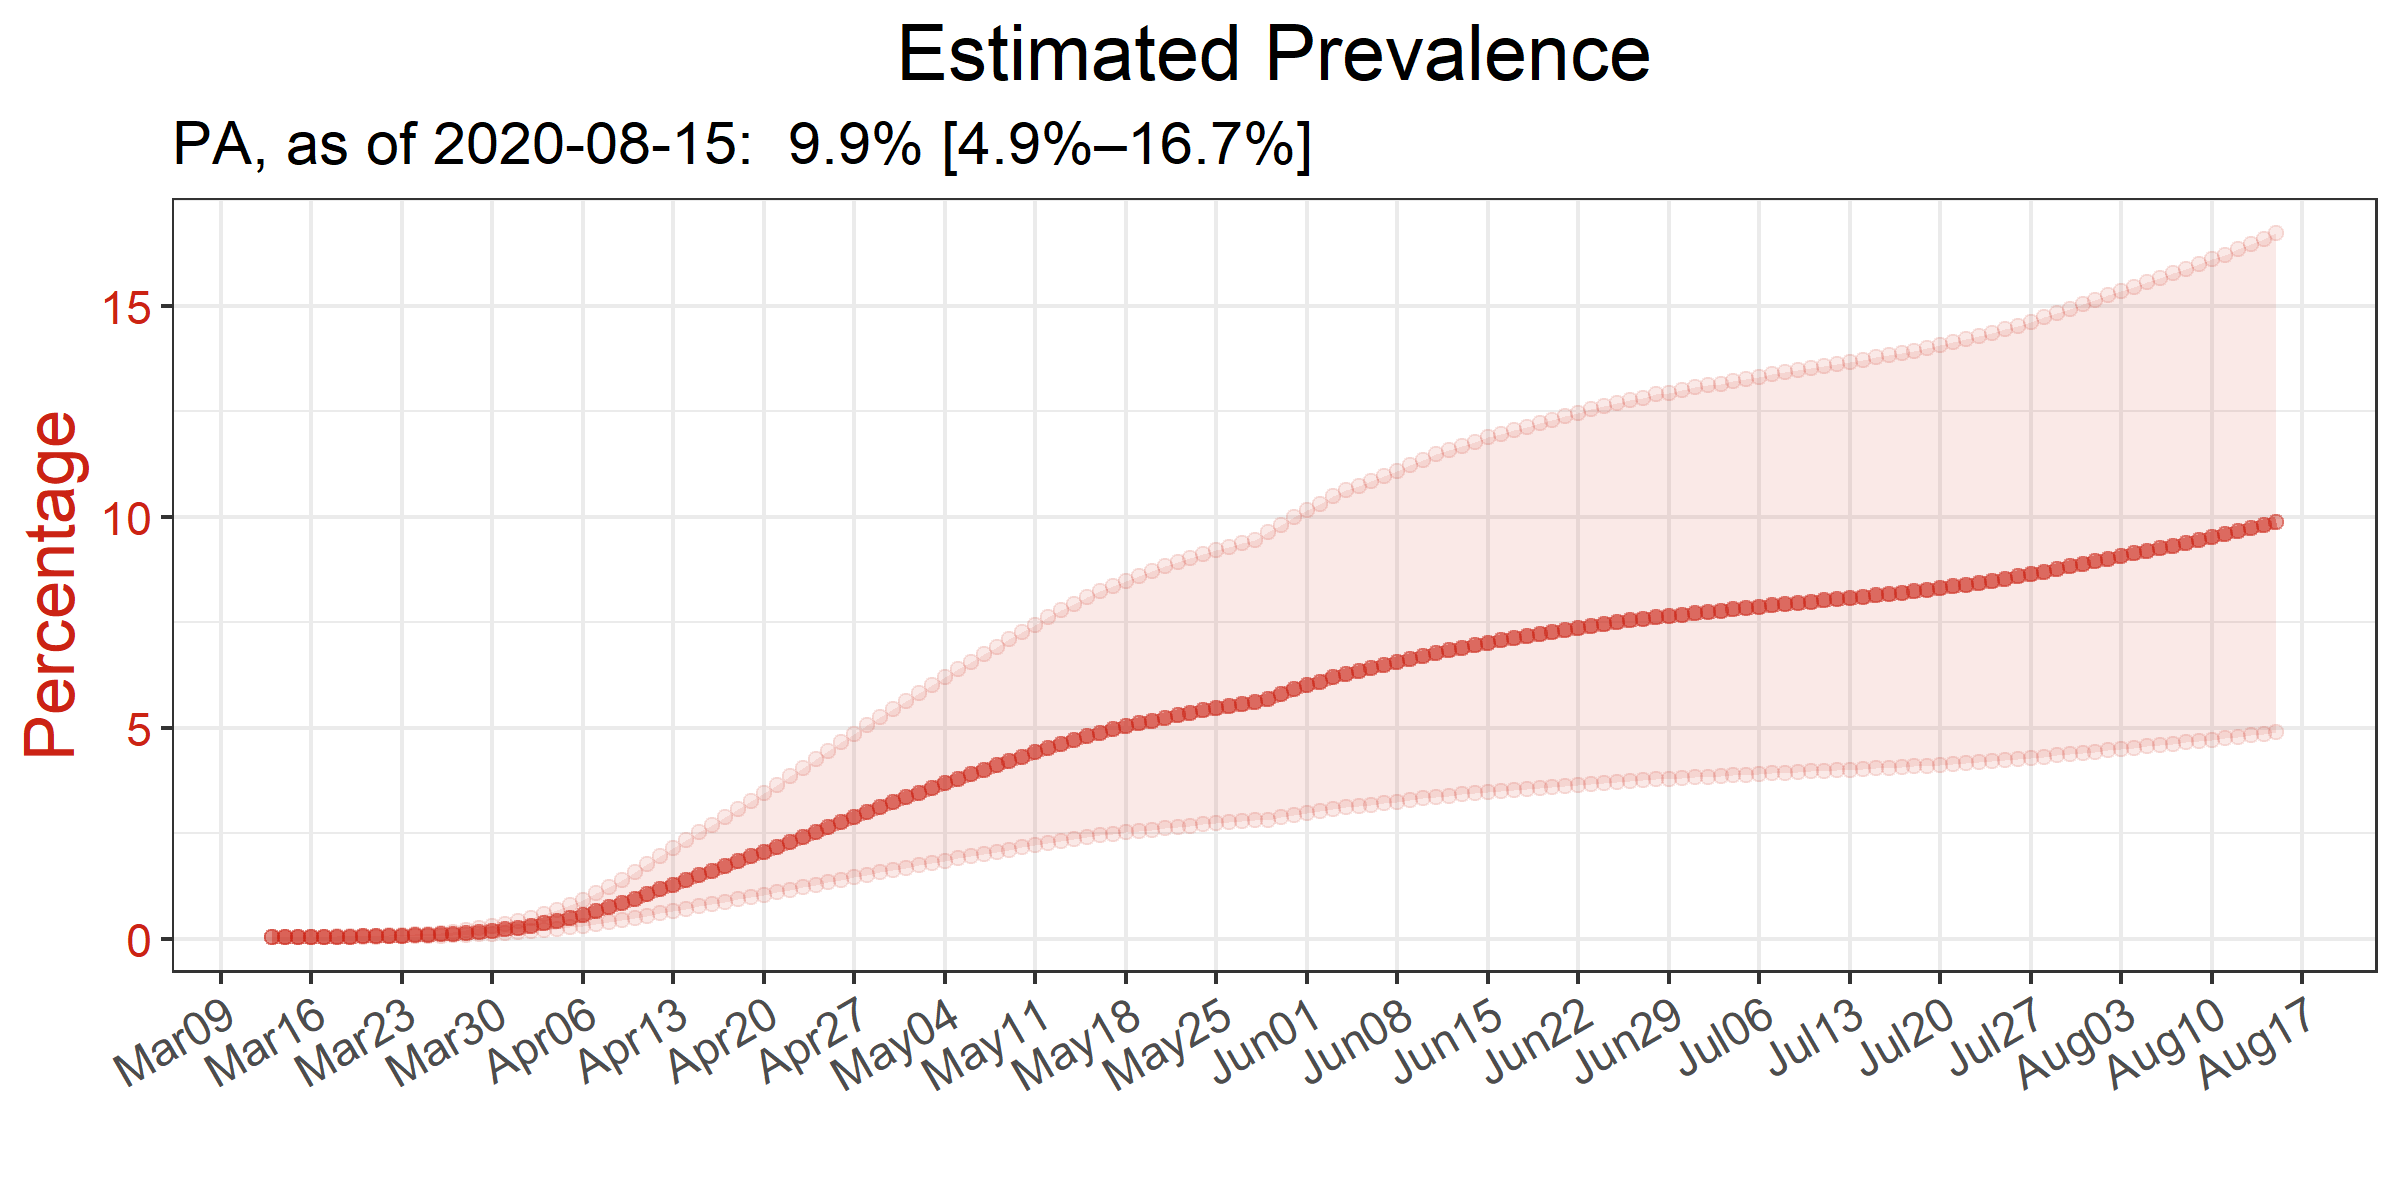 Estimated Prevalence
PA, as of 2020-08-15:  9.9% [4.9%–16.7%]
Percentage
15
10
5
0
Mar09
Mar16
Mar23
Mar30
Apr06
Apr13
Apr20
Apr27
May04
May11
May18
May25
Jun01
Jun08
Jun15
Jun22
Jun29
Jul06
Jul13
Jul20
Jul27
Aug03
Aug10
Aug17